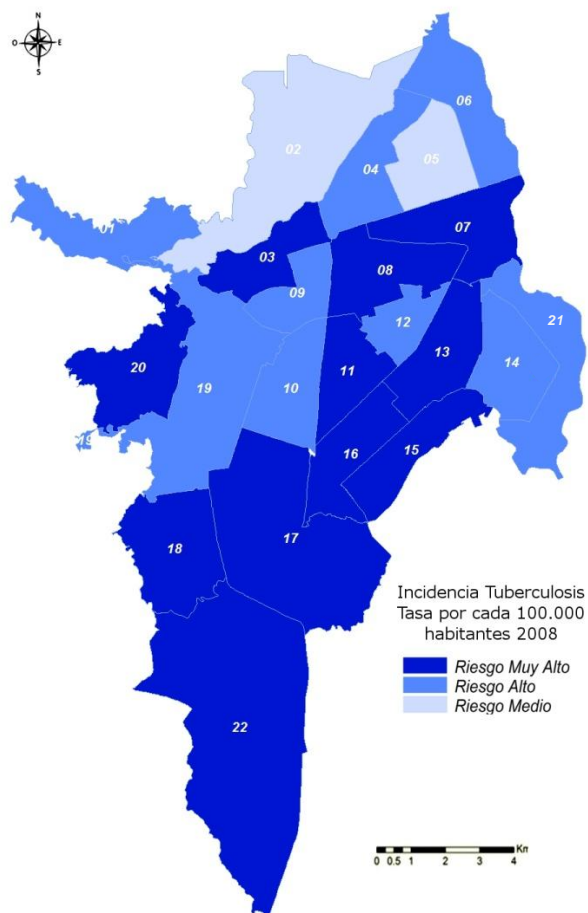 N
O E
S
06
02
04
05
01
07
03
08
09
12
21
20
19
10
11
13
14
19
16
15
17
18
Incidencia Tuberculosis
Tasa por cada 100.000
habitantes 2008
Riesgo Muy Alto
Riesgo Alto
Riesgo Medio
22
Km
0 0.5 1 2 3 4